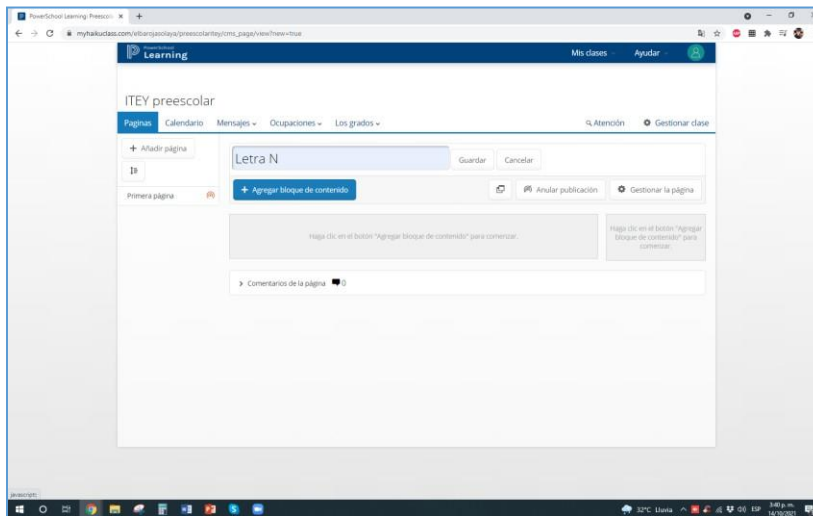 PowerSchool Learning: Preescol
myhaikuclass.com/elbarojasolaya/preescolaritey/cms_page/view?new=true
PowerSchool
Learning
Mis clases
Ayudar
ITEY preescolar
Paginas
Calendario
Mensajes
Ocupaciones
Los grados
Atención
Gestionar clase
+ Añadir página
Letra N
Guardar
Cancelar
Primera página
+ Agregar bloque de contenido
Anular publicación
Gestionar la página
Haga clic en el botón "Agregar bloque de contenido" para comenzar.
Haga clic en el botón "Agregar
bloque de contenido" para
comenzar.
Comentarios de la página 0
javascript:
32°C Lluvia
ESP
3:40 p. m.
14/10/2021